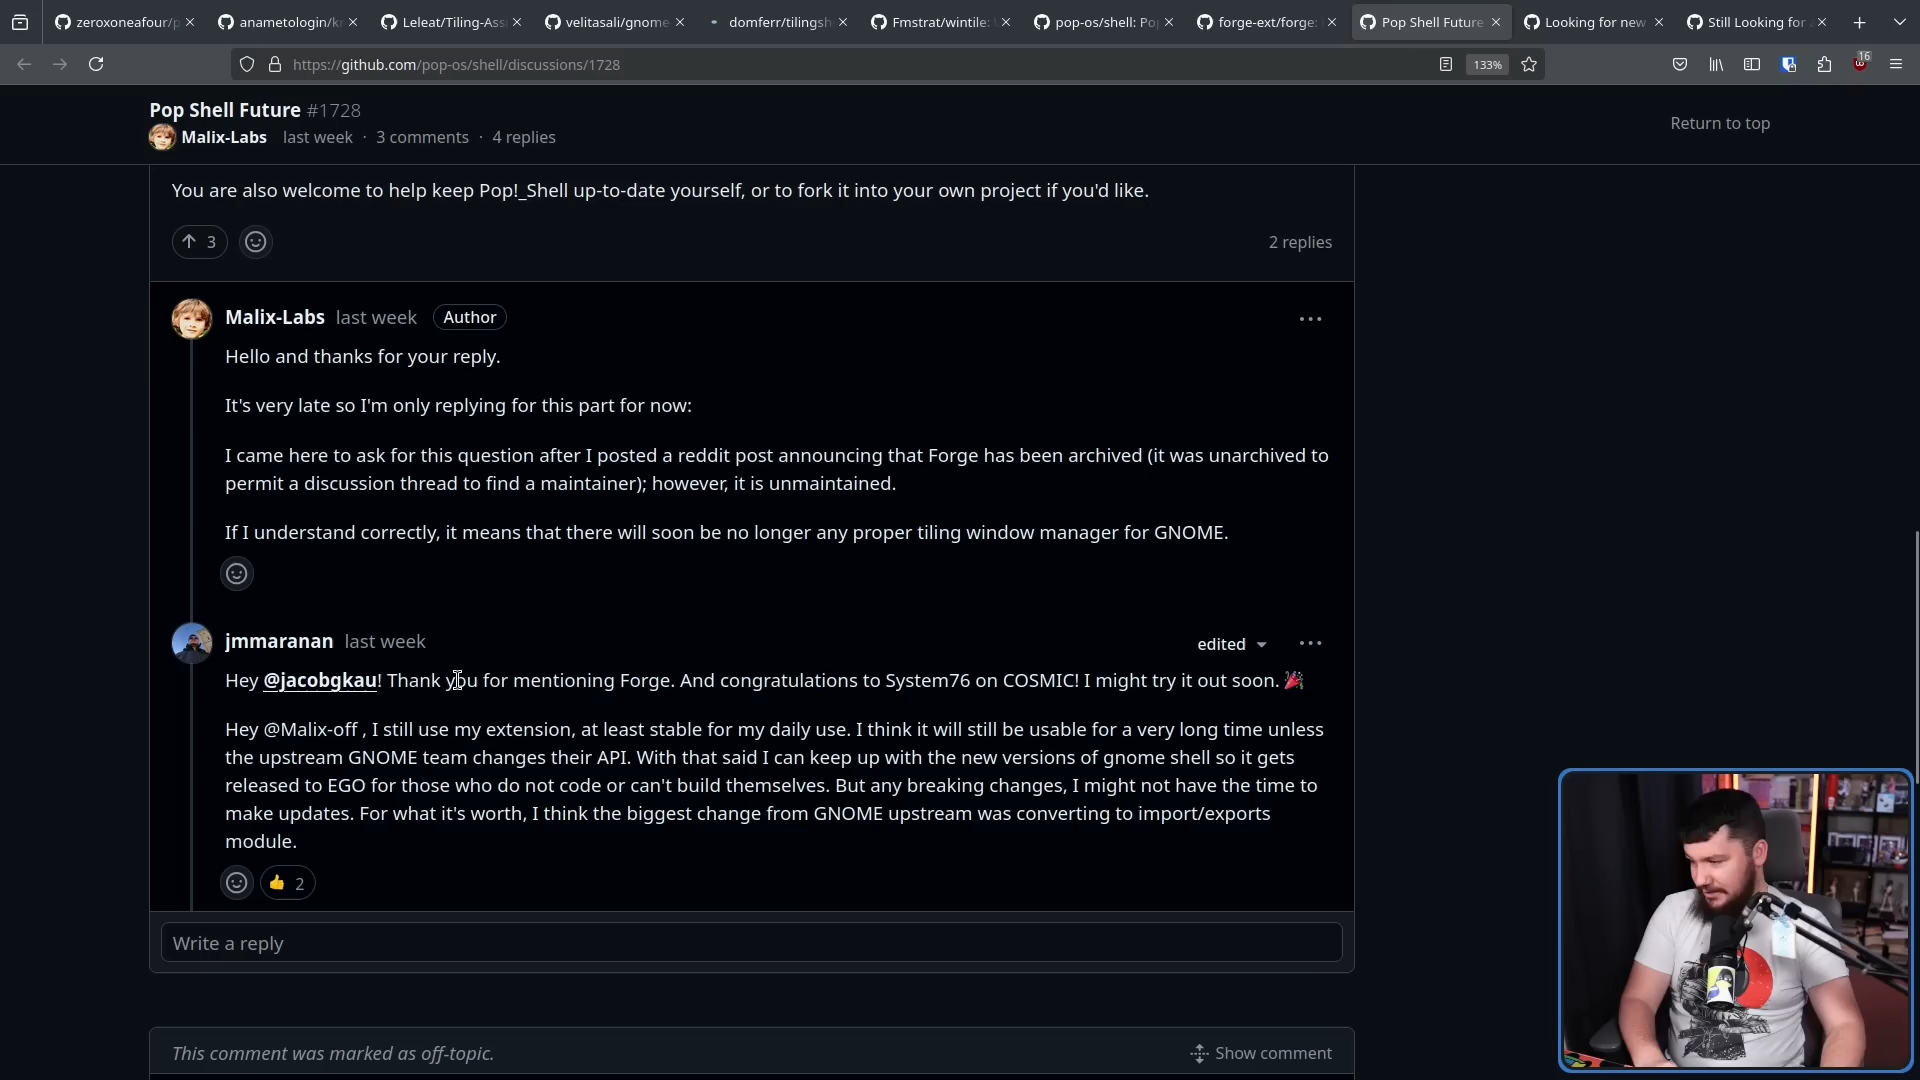 zeroxoneafour/p
anametologin/kr
Leleat/Tiling-Ass
velitasali/gnome
domferr/tilingsh
Fmstrat/wintile:
pop-os/shell: Po
forge-ext/forge:
Pop Shell Future
Looking for new
Still Looking for
https://github.com/pop-os/shell/discussions/1728
133%
16
Pop Shell Future #1728
Malix-Labs last week · 3 comments · 4 replies
Return to top
You are also welcome to help keep Pop!_Shell up-to-date yourself, or to fork it into your own project if you'd like.
3
2 replies
Malix-Labs last week Author
Hello and thanks for your reply.
It's very late so I'm only replying for this part for now:
I came here to ask for this question after I posted a reddit post announcing that Forge has been archived (it was unarchived to
permit a discussion thread to find a maintainer); however, it is unmaintained.
If I understand correctly, it means that there will soon be no longer any proper tiling window manager for GNOME.
jmmaranan last week
edited
Hey @jacobgkau! Thank you for mentioning Forge. And congratulations to System76 on COSMIC! I might try it out soon. 🎉
Hey @Malix-off , I still use my extension, at least stable for my daily use. I think it will still be usable for a very long time unless
the upstream GNOME team changes their API. With that said I can keep up with the new versions of gnome shell so it gets
released to EGO for those who do not code or can't build themselves. But any breaking changes, I might not have the time to
make updates. For what it's worth, I think the biggest change from GNOME upstream was converting to import/exports
module.
👍 2
Write a reply
This comment was marked as off-topic.
Show comment